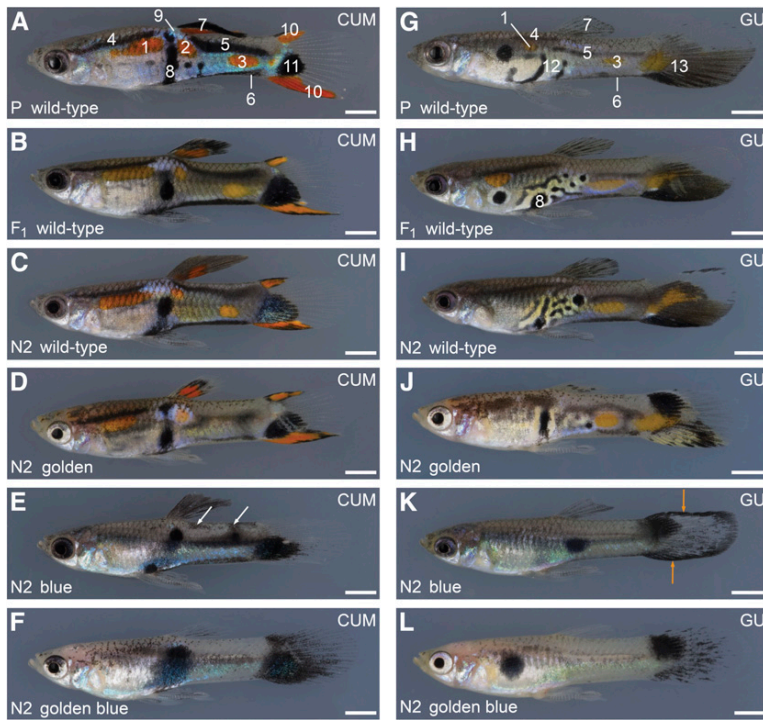 A CUM
9 7 10
4 1 2 5
3
8 6 11
10
P wild-type
B CUM
F1 wild-type
C CUM
N2 wild-type
D CUM
N2 golden
E CUM
N2 blue
F CUM
N2 golden blue
G GU
1 4 7
5
12 3 13
6
P wild-type
H GU
8
F1 wild-type
I GU
N2 wild-type
J GU
N2 golden
K GU
N2 blue
L GU
N2 golden blue